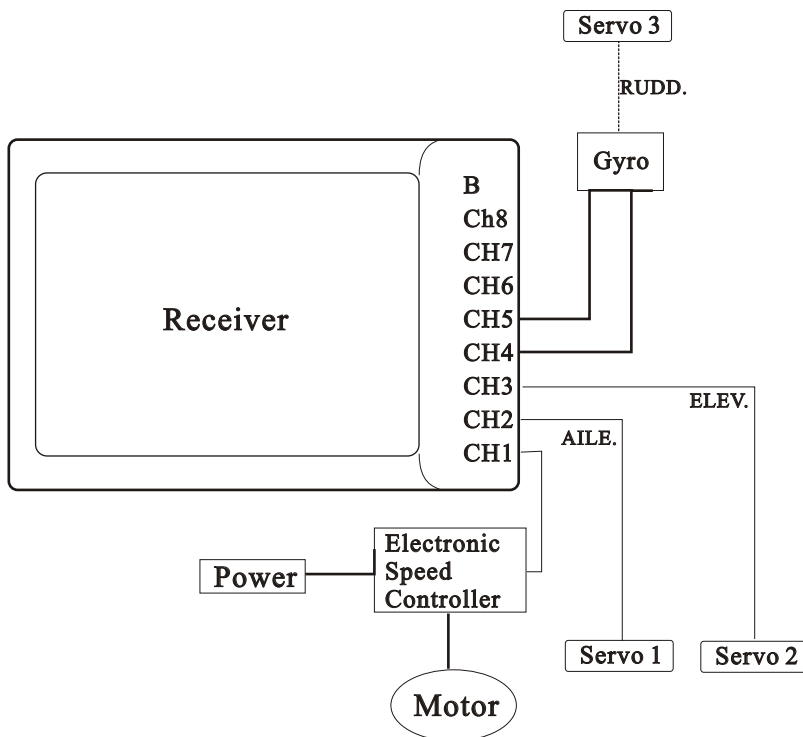 Servo 3
RUDD.
Gyro
B
Ch8
CH7
CH6
CH5
Receiver
CH4
CH3
ELEV.
CH2
AILE.
CH1
Electronic
Speed
Controller
Power
Servo 1
Servo 2
Motor